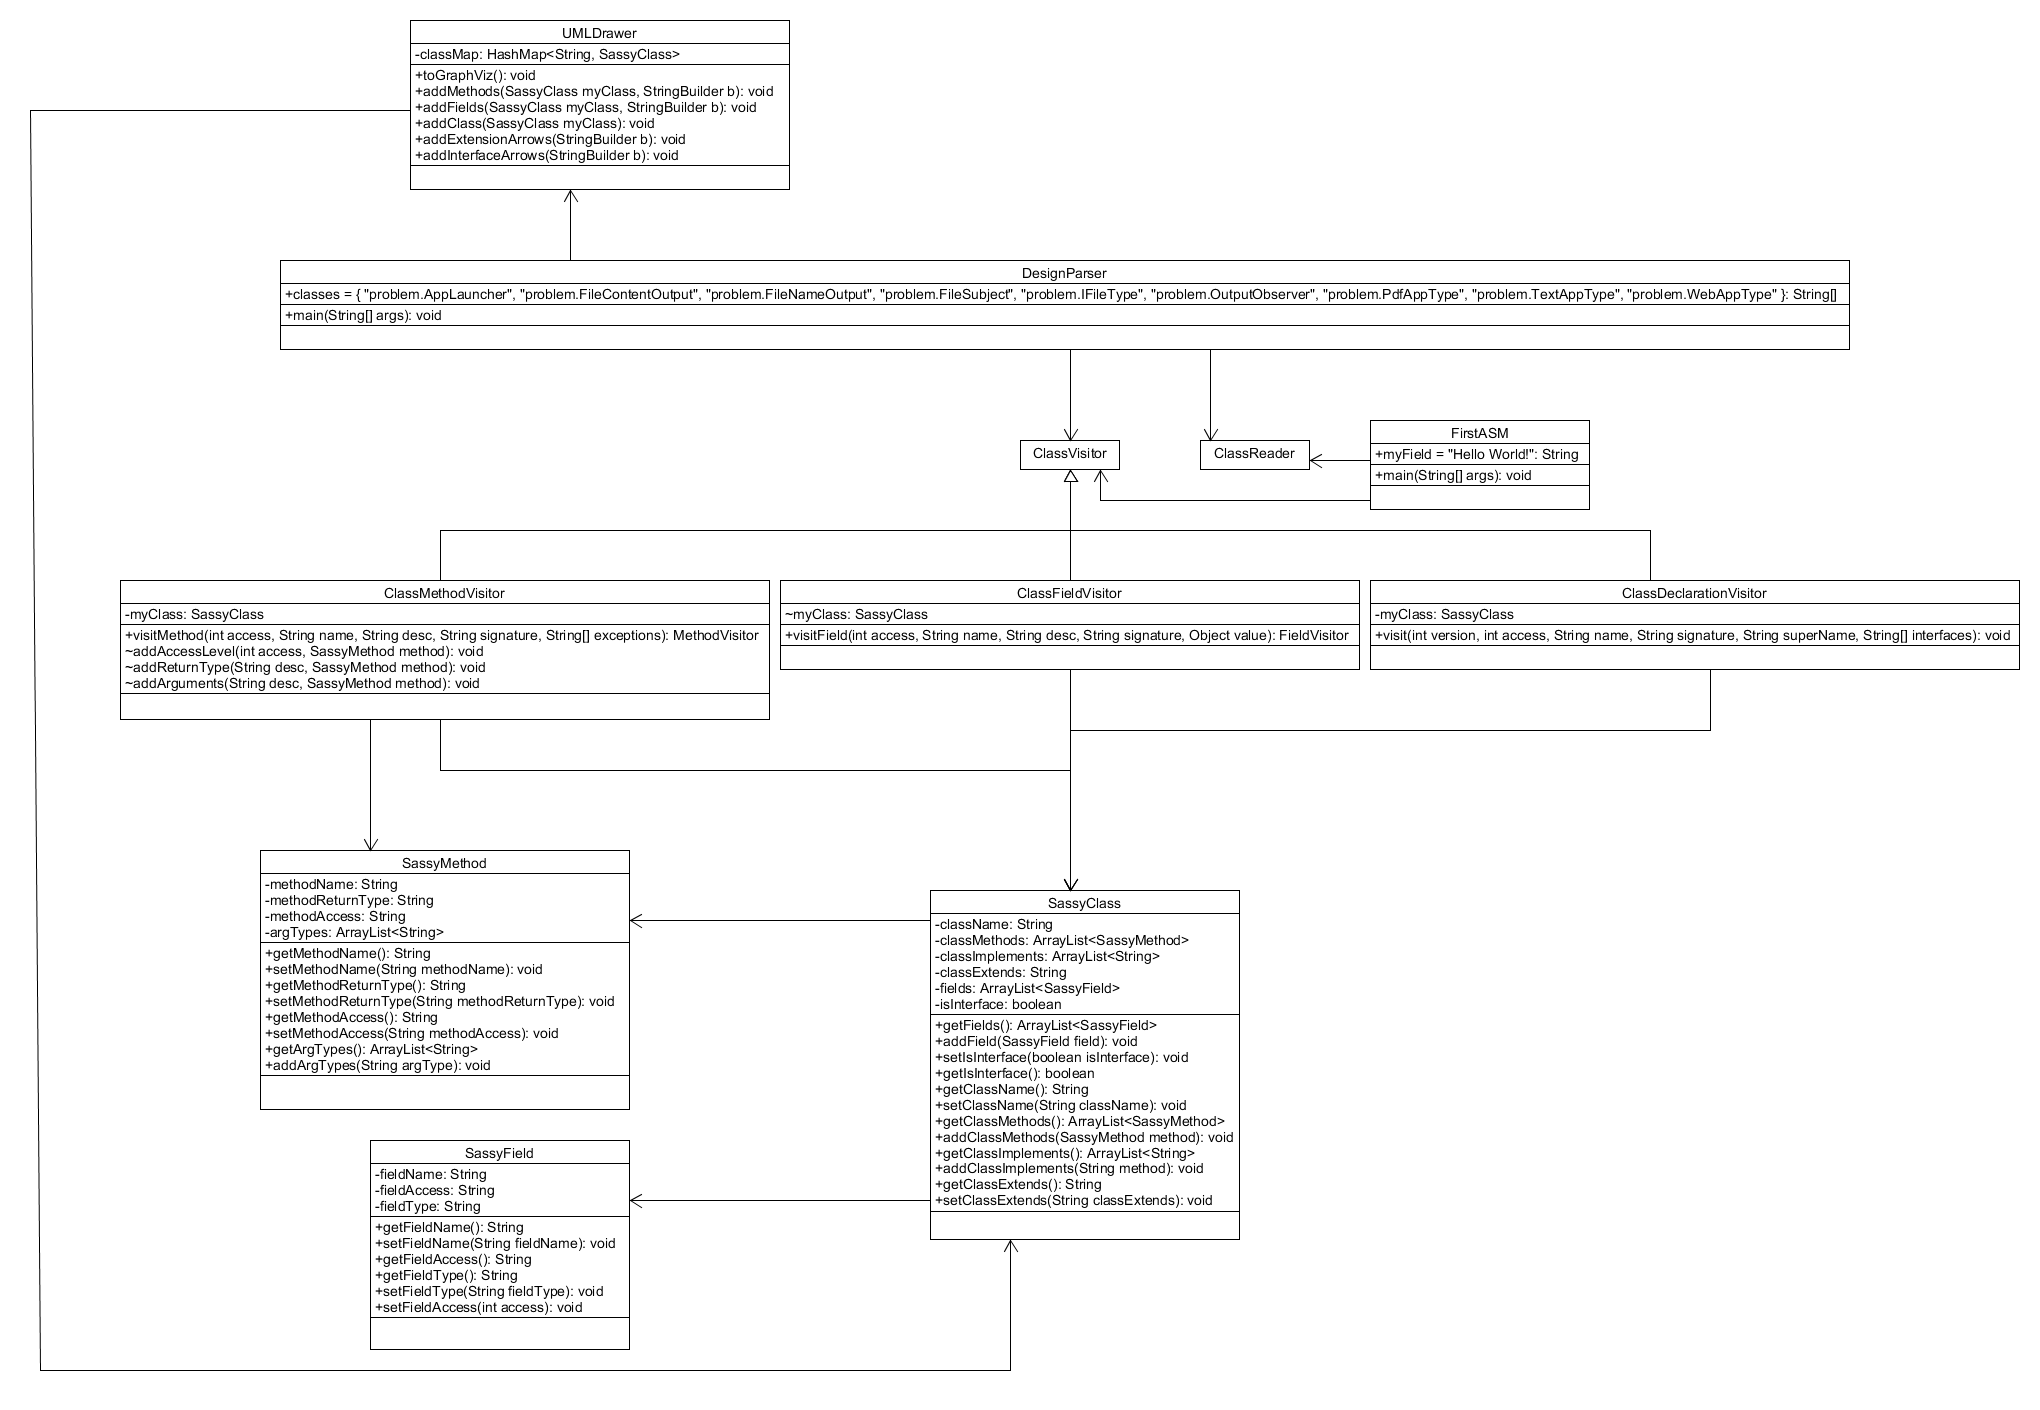 UMLDrawer
-classMap: HashMap<String, SassyClass>
+toGraphViz(): void
+addMethods(SassyClass myClass, StringBuilder b): void
+addFields(SassyClass myClass, StringBuilder b): void
+addClass(SassyClass myClass): void
+addExtensionArrows(StringBuilder b): void
+addInterfaceArrows(StringBuilder b): void
DesignParser
+classes = { "problem.AppLauncher", "problem.FileContentOutput", "problem.FileNameOutput", "problem.FileSubject", "problem.IFileType", "problem.OutputObserver", "problem.PdfAppType", "problem.TextAppType", "problem.WebAppType" }: String[]
+main(String[] args): void
ClassVisitor
ClassReader
FirstASM
+myField = "Hello World!": String
+main(String[] args): void
ClassMethodVisitor
-myClass: SassyClass
+visitMethod(int access, String name, String desc, String signature, String[] exceptions): MethodVisitor
~addAccessLevel(int access, SassyMethod method): void
~addReturnType(String desc, SassyMethod method): void
~addArguments(String desc, SassyMethod method): void
ClassFieldVisitor
~myClass: SassyClass
+visitField(int access, String name, String desc, String signature, Object value): FieldVisitor
ClassDeclarationVisitor
-myClass: SassyClass
+visit(int version, int access, String name, String signature, String superName, String[] interfaces): void
SassyMethod
-methodName: String
-methodReturnType: String
-methodAccess: String
-argTypes: ArrayList<String>
+getMethodName(): String
+setMethodName(String methodName): void
+getMethodReturnType(): String
+setMethodReturnType(String methodReturnType): void
+getMethodAccess(): String
+setMethodAccess(String methodAccess): void
+getArgTypes(): ArrayList<String>
+addArgTypes(String argType): void
SassyClass
-className: String
-classMethods: ArrayList<SassyMethod>
-classImplements: ArrayList<String>
-classExtends: String
-fields: ArrayList<SassyField>
-isInterface: boolean
+getFields(): ArrayList<SassyField>
+addField(SassyField field): void
+setIsInterface(boolean isInterface): void
+getIsInterface(): boolean
+getClassName(): String
+setClassName(String className): void
+getClassMethods(): ArrayList<SassyMethod>
+addClassMethods(SassyMethod method): void
+getClassImplements(): ArrayList<String>
+addClassImplements(String method): void
+getClassExtends(): String
+setClassExtends(String classExtends): void
SassyField
-fieldName: String
-fieldAccess: String
-fieldType: String
+getFieldName(): String
+setFieldName(String fieldName): void
+getFieldAccess(): String
+getFieldType(): String
+setFieldType(String fieldType): void
+setFieldAccess(int access): void